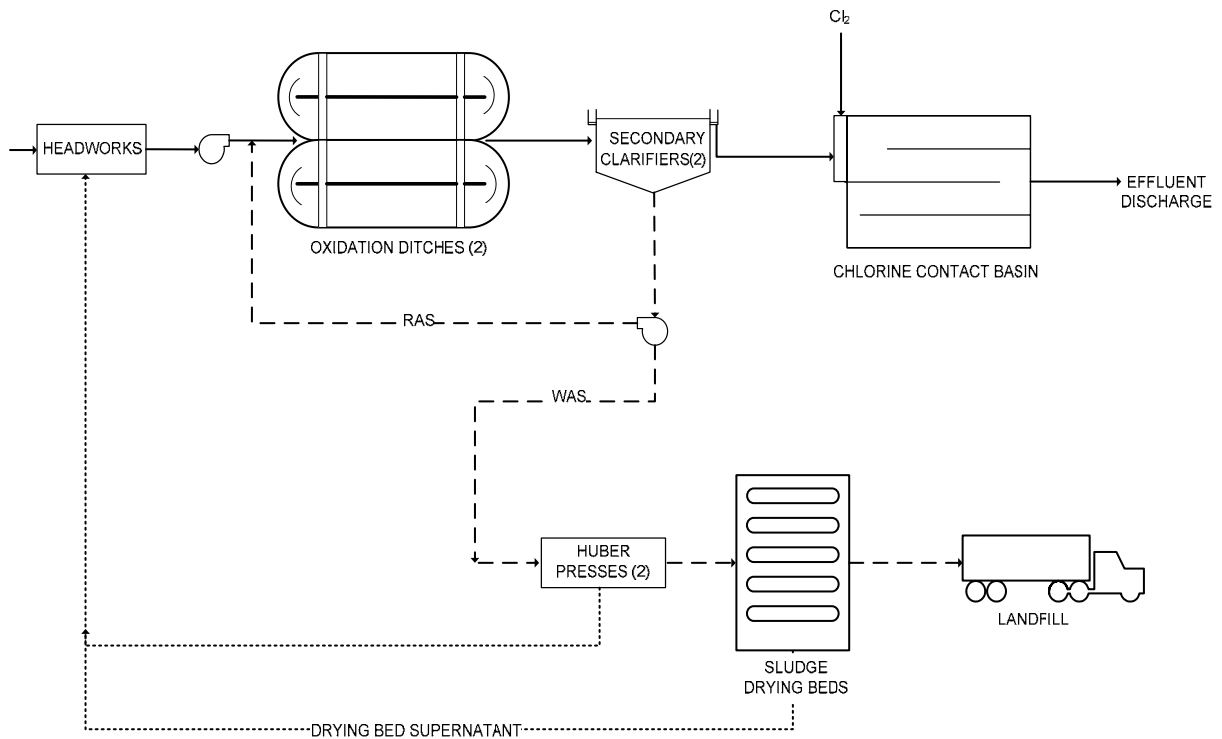 Cl₂
HEADWORKS
SECONDARY
CLARIFIERS(2)
EFFLUENT
DISCHARGE
OXIDATION DITCHES (2)
CHLORINE CONTACT BASIN
RAS
WAS
HUBER
PRESSES (2)
LANDFILL
SLUDGE
DRYING BEDS
DRYING BED SUPERNATANT